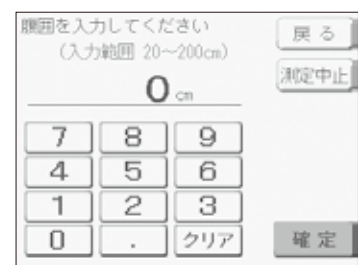 腹囲を入力してください
(入力範囲 20～200cm)
0 cm
戻る
測定中止
7 8 9
4 5 6
1 2 3
0 . クリア
確定